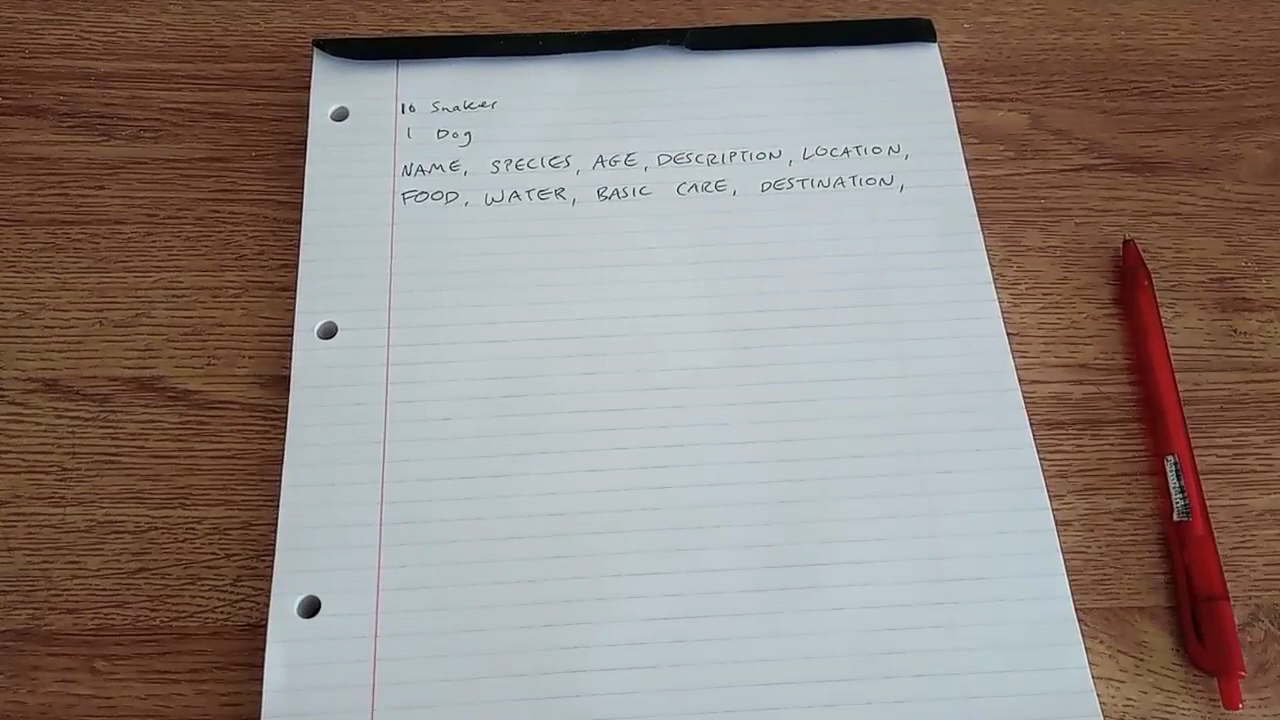 10 Snakes
1 Dog
NAME, SPECIES, AGE, DESCRIPTION, LOCATION,
FOOD, WATER, BASIC CARE, DESTINATION,